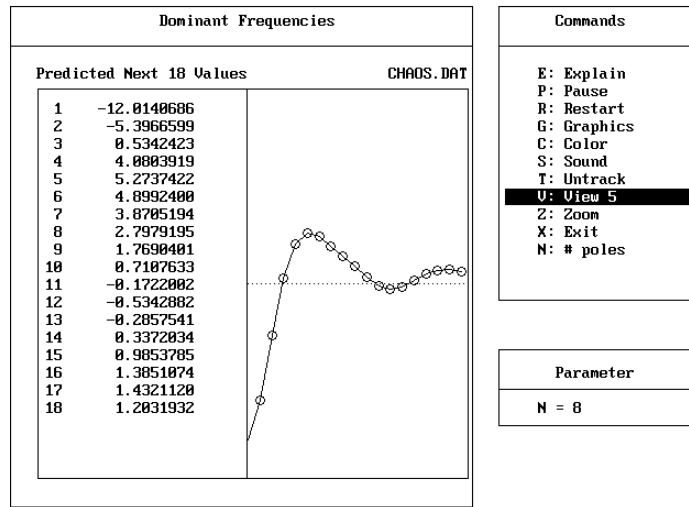 Dominant Frequencies
Predicted Next 18 Values CHAOS.DAT
1 -12.0140686
2 -5.3966599
3 0.5342423
4 4.0803919
5 5.2737422
6 4.8992400
7 3.8705194
8 2.7979195
9 1.7690401
10 0.7107633
11 -0.1722002
12 -0.5342882
13 -0.2857541
14 0.3372034
15 0.9853785
16 1.3851074
17 1.4321120
18 1.2031932
Commands
E: Explain
P: Pause
R: Restart
G: Graphics
C: Color
S: Sound
T: Untrack
V: View 5
Z: Zoom
X: Exit
N: # poles
Parameter
N = 8